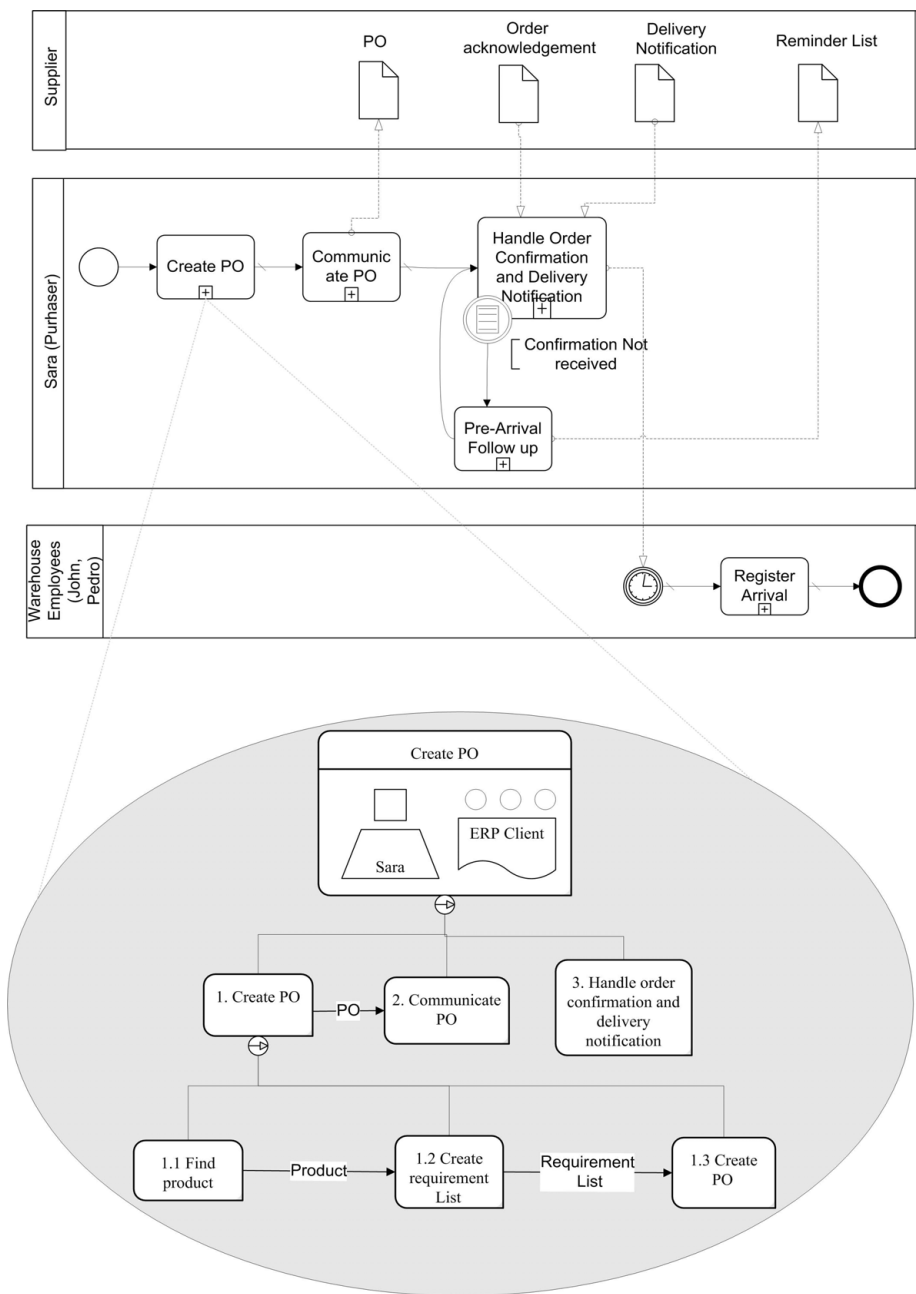 Supplier
PO
Order
acknowledgement
Delivery
Notification
Reminder List
Sara (Purhaser)
Create PO
Communic
ate PO
Handle Order
Confirmation
and Delivery
Notification
Confirmation Not
received
Pre-Arrival
Follow up
Warehouse
Employees
(John,
Pedro)
Register
Arrival
Create PO
Sara
ERP Client
1. Create PO
PO
2. Communicate
PO
3. Handle order
confirmation and
delivery
notification
1.1 Find
product
Product
1.2 Create
requirement
List
Requirement
List
1.3 Create
PO